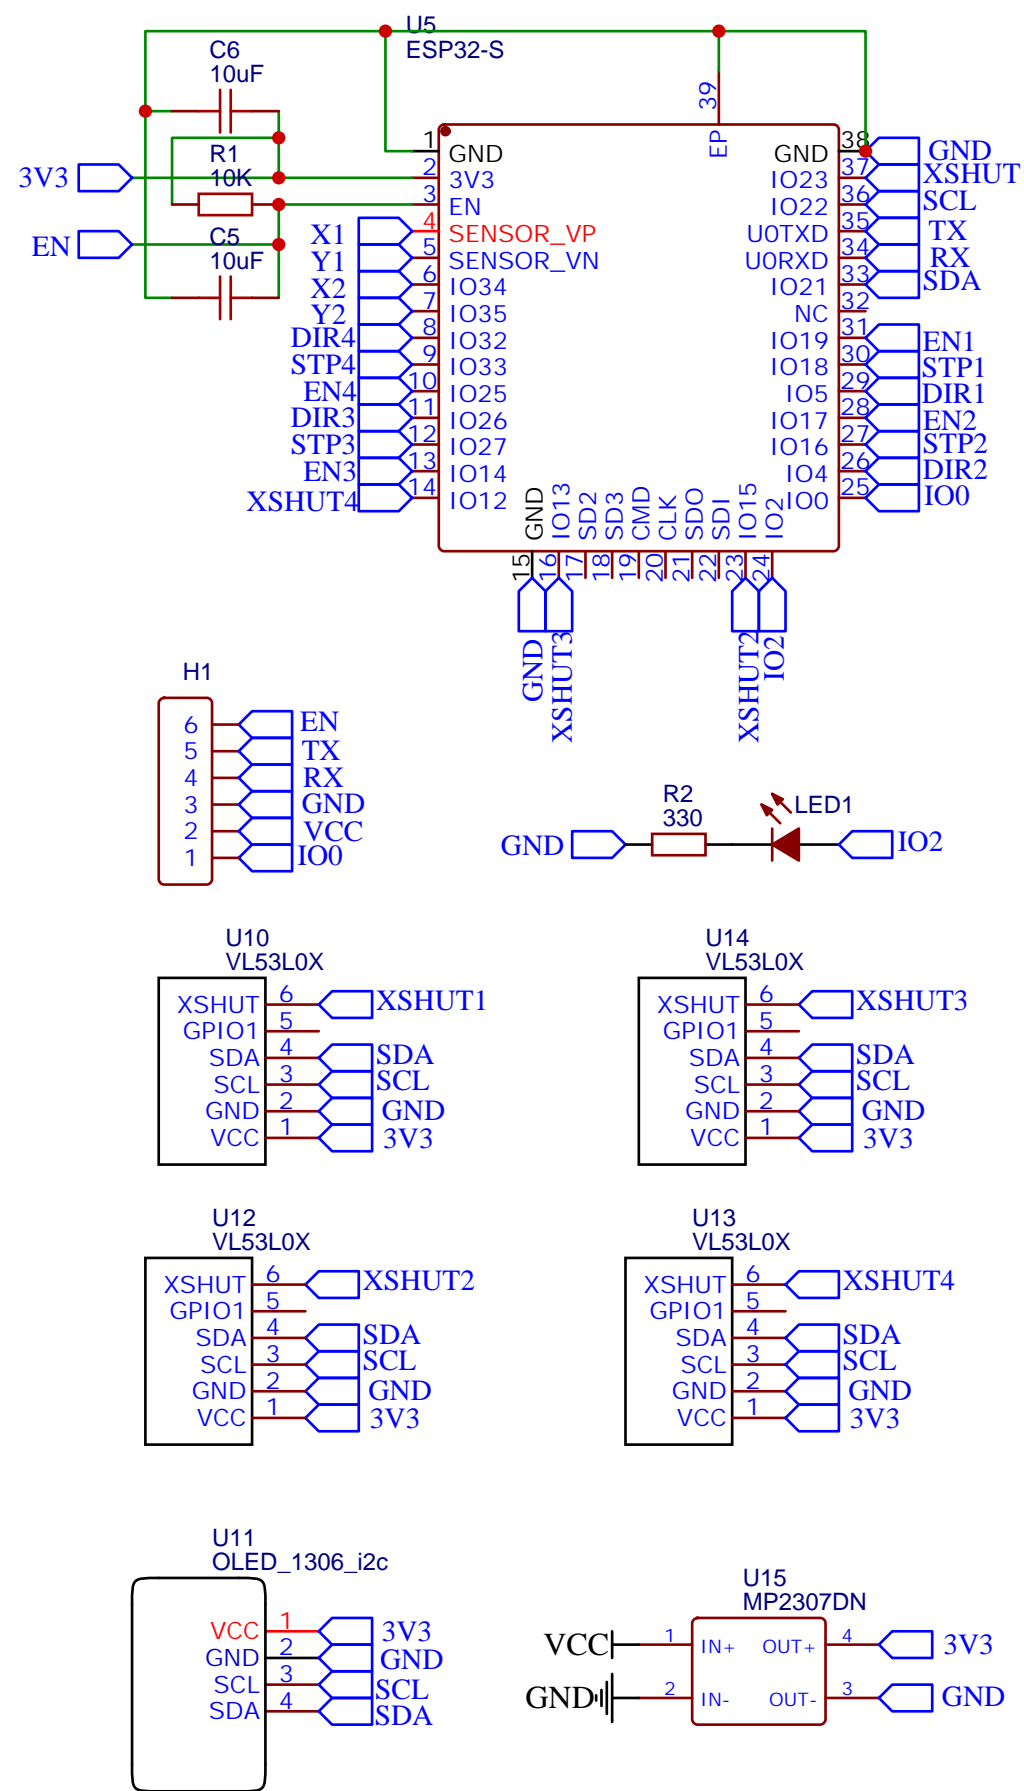 U5
ESP32-S
C6
10uF
R1
10K
C5
10uF
3V3
EN
39
EP
1 GND
2 3V3
3 EN
X1 4 SENSOR_VP
Y1 5 SENSOR_VN
X2 6 IO34
Y2 7 IO35
DIR4 8 IO32
STP4 9 IO33
EN4 10 IO25
DIR3 11 IO26
STP3 12 IO27
EN3 13 IO14
XSHUT4 14 IO12
GND 38 GND
IO23 37 XSHUT
IO22 36 SCL
U0TXD 35 TX
U0RXD 34 RX
IO21 33 SDA
NC 32
IO19 31 EN1
IO18 30 STP1
IO5 29 DIR1
IO17 28 EN2
IO16 27 STP2
IO4 26 DIR2
IO0 25 IO0
GND 15 GND
IO13 16 XSHUT3
SD2 17
SD3 18
CMD 19
CLK 20
SDO 21
SDI 22
IO15 23 XSHUT2
IO2 24 IO2
H1
6 EN
5 TX
4 RX
3 GND
2 VCC
1 IO0
R2
330
LED1
GND
IO2
U10
VL53L0X
XSHUT 6 XSHUT1
GPIO1 5
SDA 4 SDA
SCL 3 SCL
GND 2 GND
VCC 1 3V3
U14
VL53L0X
XSHUT 6 XSHUT3
GPIO1 5
SDA 4 SDA
SCL 3 SCL
GND 2 GND
VCC 1 3V3
U12
VL53L0X
XSHUT 6 XSHUT2
GPIO1 5
SDA 4 SDA
SCL 3 SCL
GND 2 GND
VCC 1 3V3
U13
VL53L0X
XSHUT 6 XSHUT4
GPIO1 5
SDA 4 SDA
SCL 3 SCL
GND 2 GND
VCC 1 3V3
U11
OLED_1306_i2c
VCC 1 3V3
GND 2 GND
SCL 3 SCL
SDA 4 SDA
U15
MP2307DN
VCC 1 IN+ OUT+ 4 3V3
GND 2 IN- OUT- 3 GND